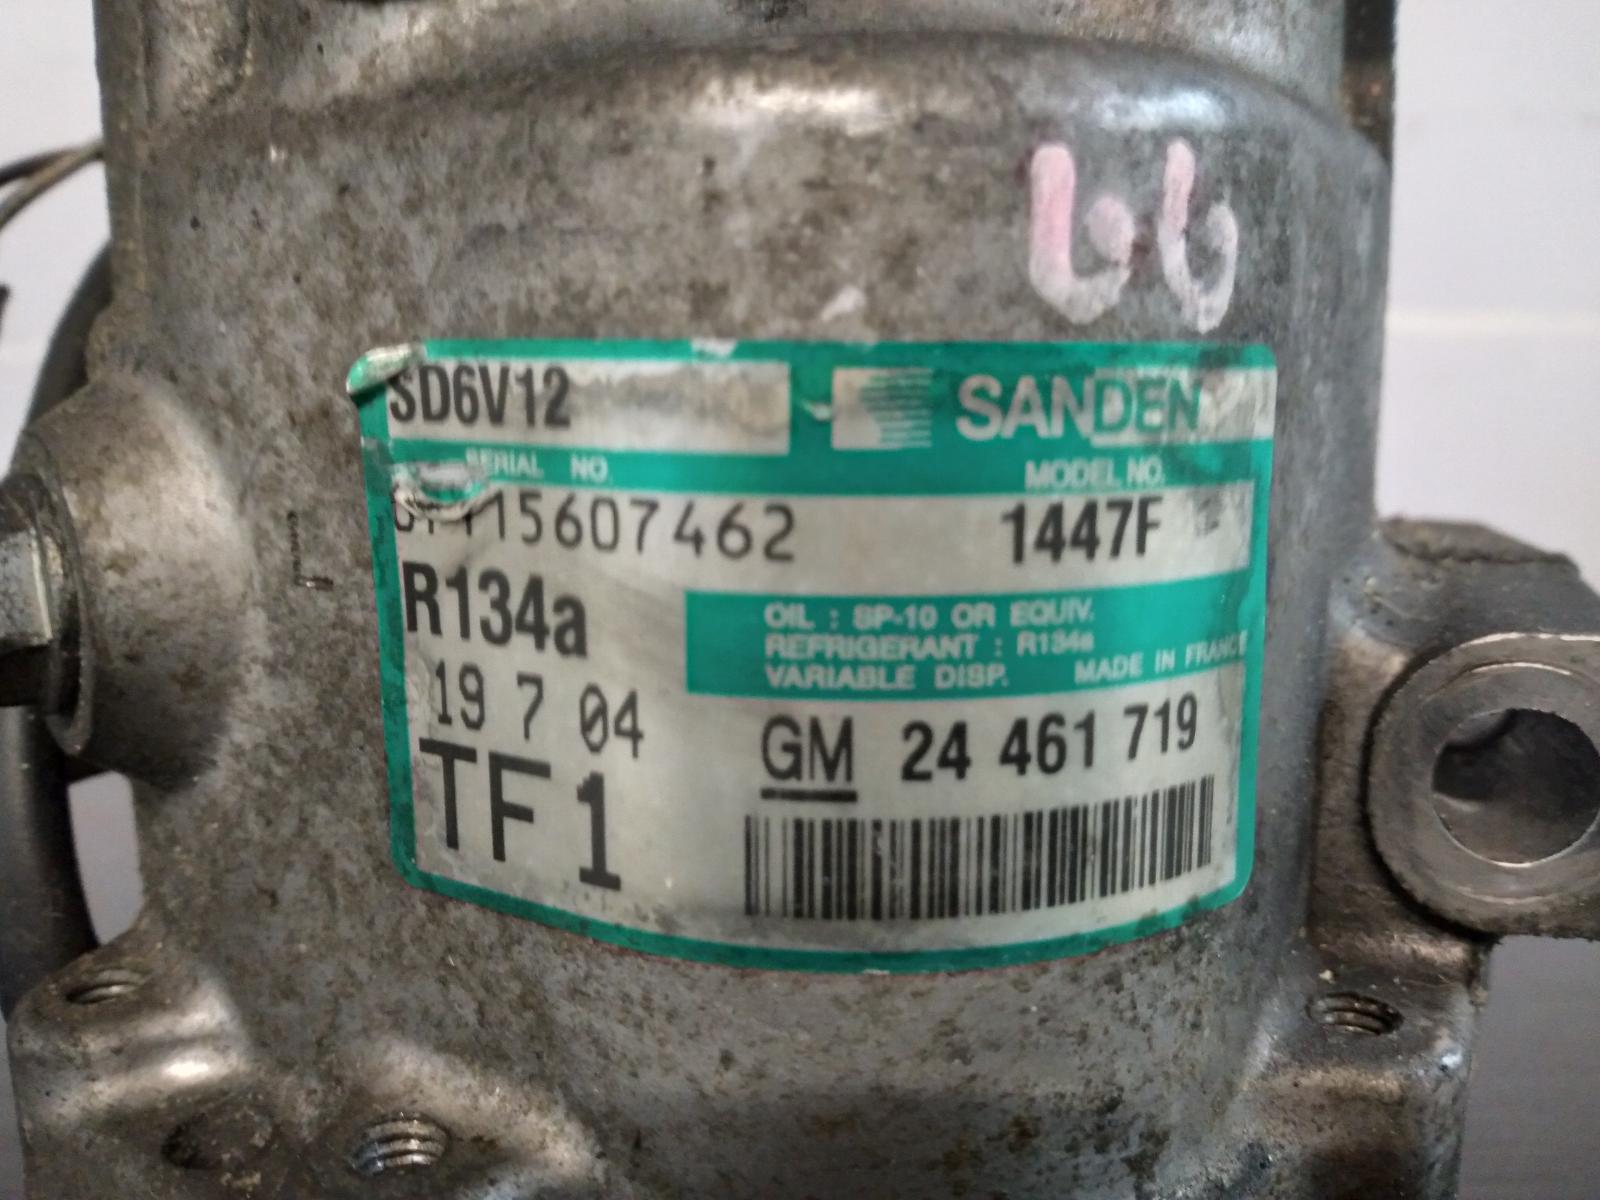 66
SD6V12 SANDEN
SERIAL NO. MODEL NO.
1447F
R134a
OIL : SP-10 OR EQUIV.
REFRIGERANT : R134a
VARIABLE DISP. MADE IN FRANCE
19 7 04
GM 24 461 719
TF1